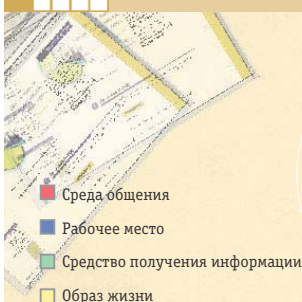 Среда общения
Рабочее место
Средство получения информации
Образ жизни